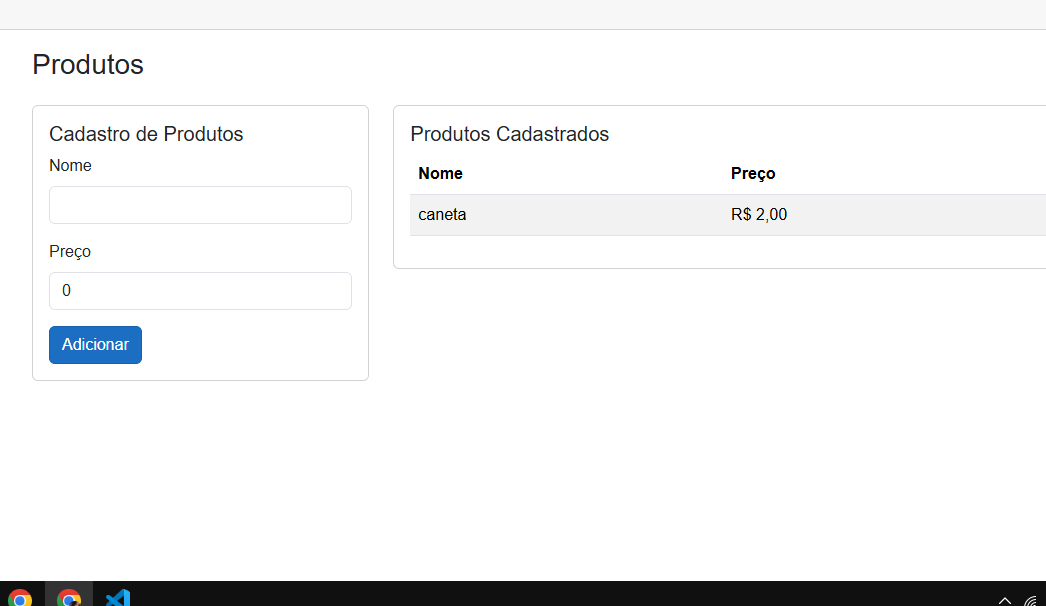 Produtos
Cadastro de Produtos
Nome
Preço
0
Adicionar
Produtos Cadastrados
Nome Preço
caneta R$ 2,00